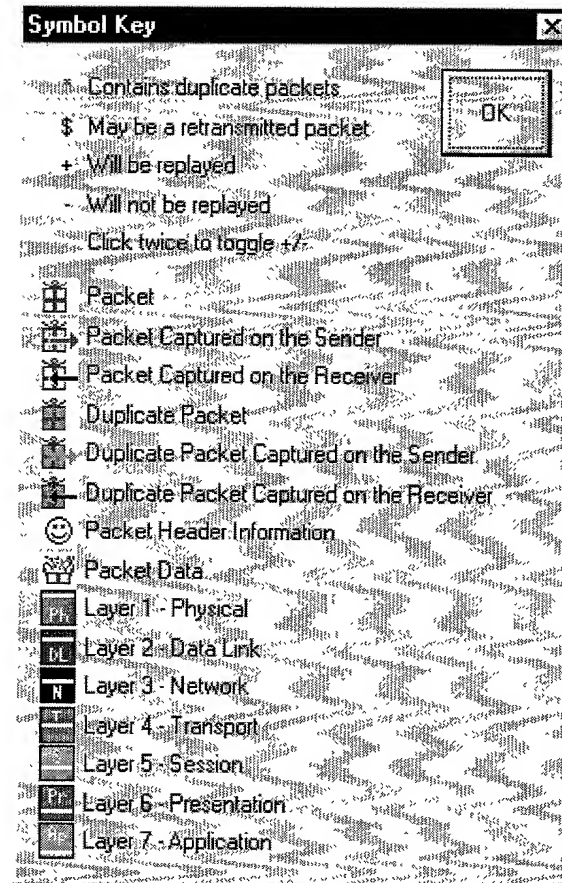 Symbol Key
* Contains duplicate packets
OK
$ May be a retransmitted packet
+ Will be replayed
- Will not be replayed
Click twice to toggle +/-
Packet
Packet Captured on the Sender
Packet Captured on the Receiver
Duplicate Packet
Duplicate Packet Captured on the Sender
Duplicate Packet Captured on the Receiver
Packet Header Information
Packet Data
PH Layer 1 - Physical
DL Layer 2 - Data Link
N Layer 3 - Network
T Layer 4 - Transport
Layer 5 - Session
Pr Layer 6 - Presentation
Layer 7 - Application